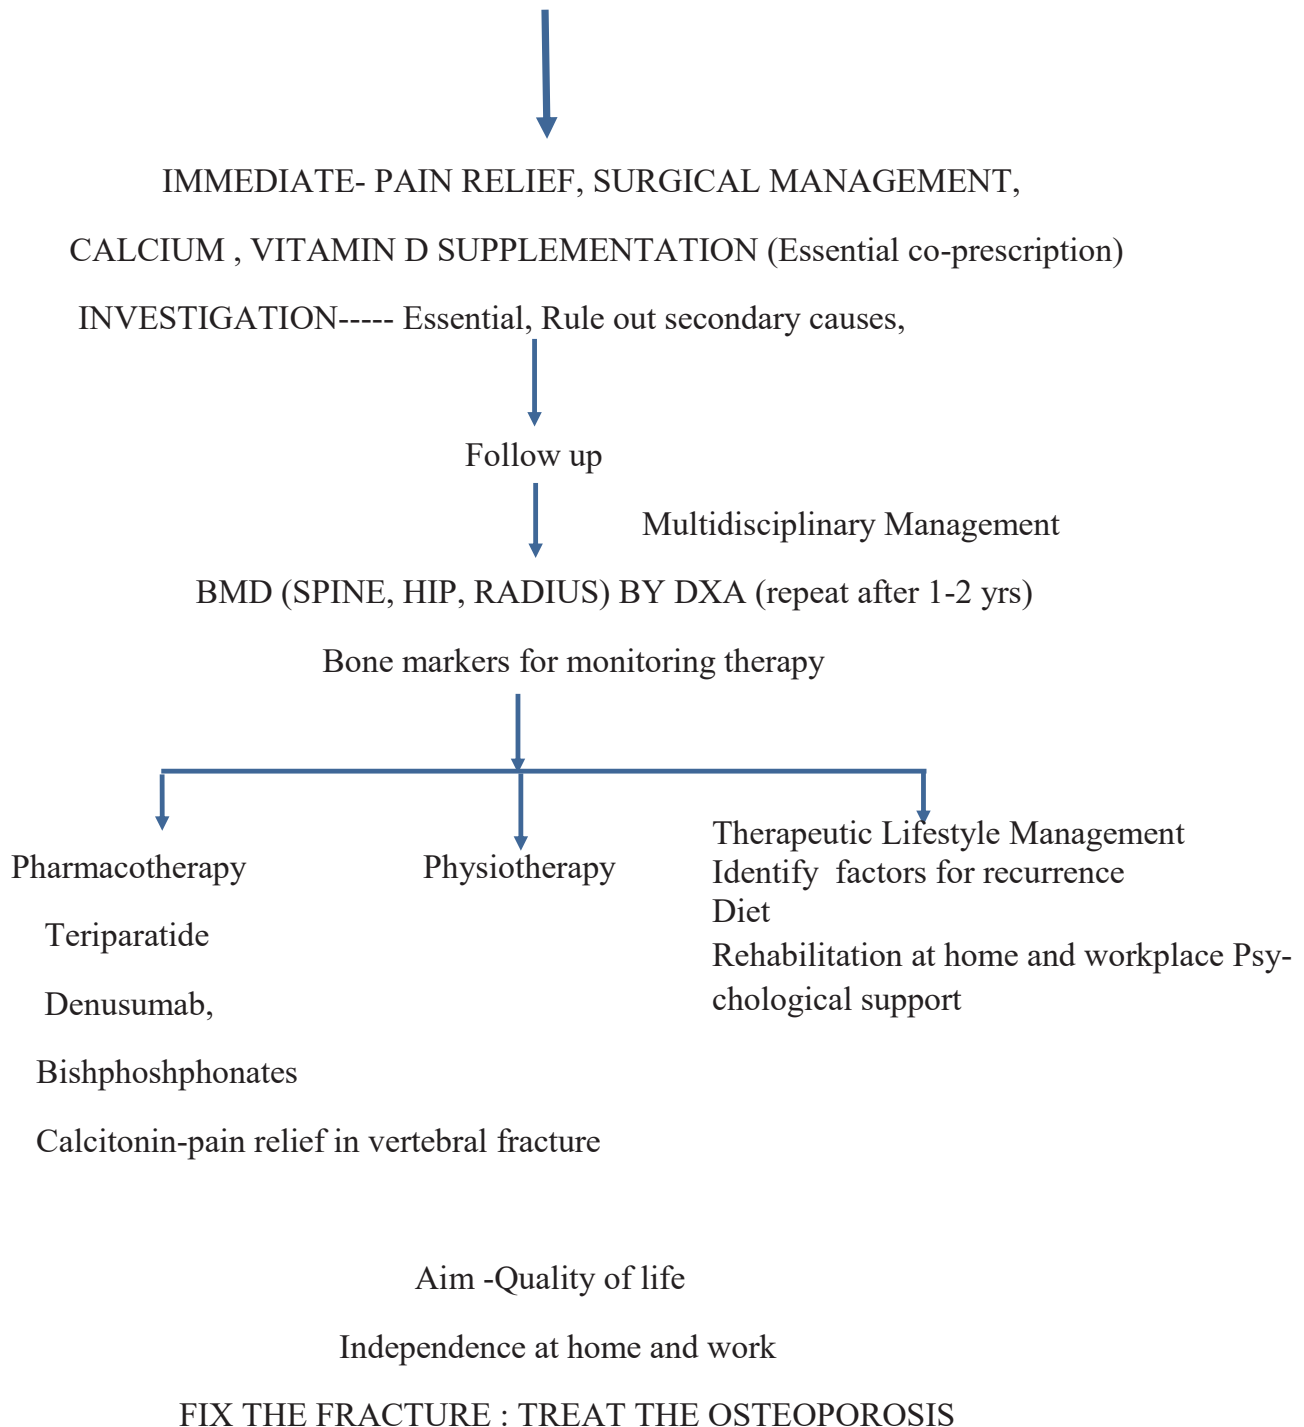 IMMEDIATE- PAIN RELIEF, SURGICAL MANAGEMENT,
CALCIUM , VITAMIN D SUPPLEMENTATION (Essential co-prescription)
INVESTIGATION----- Essential, Rule out secondary causes,
Follow up
Multidisciplinary Management
BMD (SPINE, HIP, RADIUS) BY DXA (repeat after 1-2 yrs)
Bone markers for monitoring therapy
Pharmacotherapy
Teriparatide
Denusumab,
Bishphoshphonates
Calcitonin-pain relief in vertebral fracture
Physiotherapy
Therapeutic Lifestyle Management
Identify  factors for recurrence
Diet
Rehabilitation at home and workplace Psy-
chological support
Aim -Quality of life
Independence at home and work
FIX THE FRACTURE : TREAT THE OSTEOPOROSIS